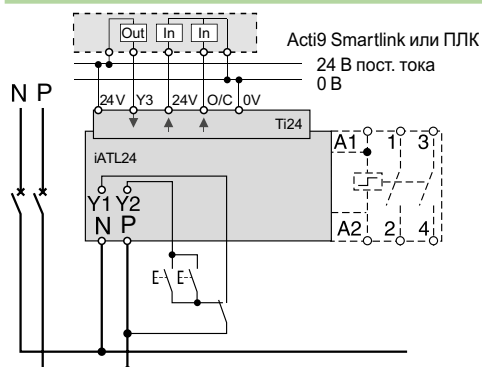 Out In In
Acti9 Smartlink или ПЛК
24 В пост. тока
0 В
N P
24V Y3 24V O/C 0V
Ti24
iATL24
A1 1 3
Y1 Y2
N P
A2 2 4
E E